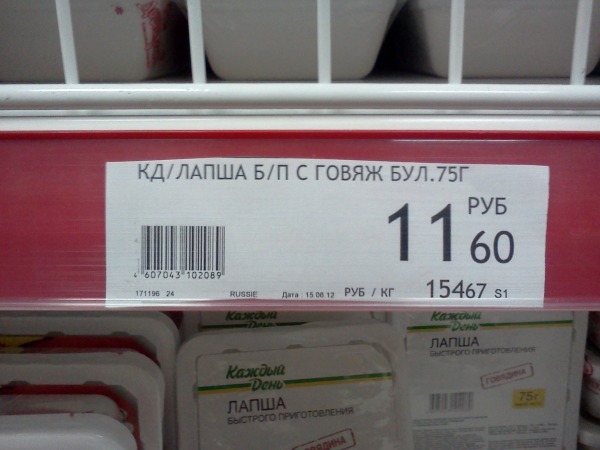 КД/ЛАПША Б/П С ГОВЯЖ БУЛ.75Г
11 РУБ 60
4 607043 102089
171196 24 RUSSIE Дата : 15.06.12 РУБ / КГ 15467 S1
Каждый
День
ЛАПША
БЫСТРОГО ПРИГОТОВЛЕНИЯ
Каждый
День
ЛАПША
БЫСТРОГО ПРИГОТОВЛЕНИЯ
ГОВЯДИНА
75г